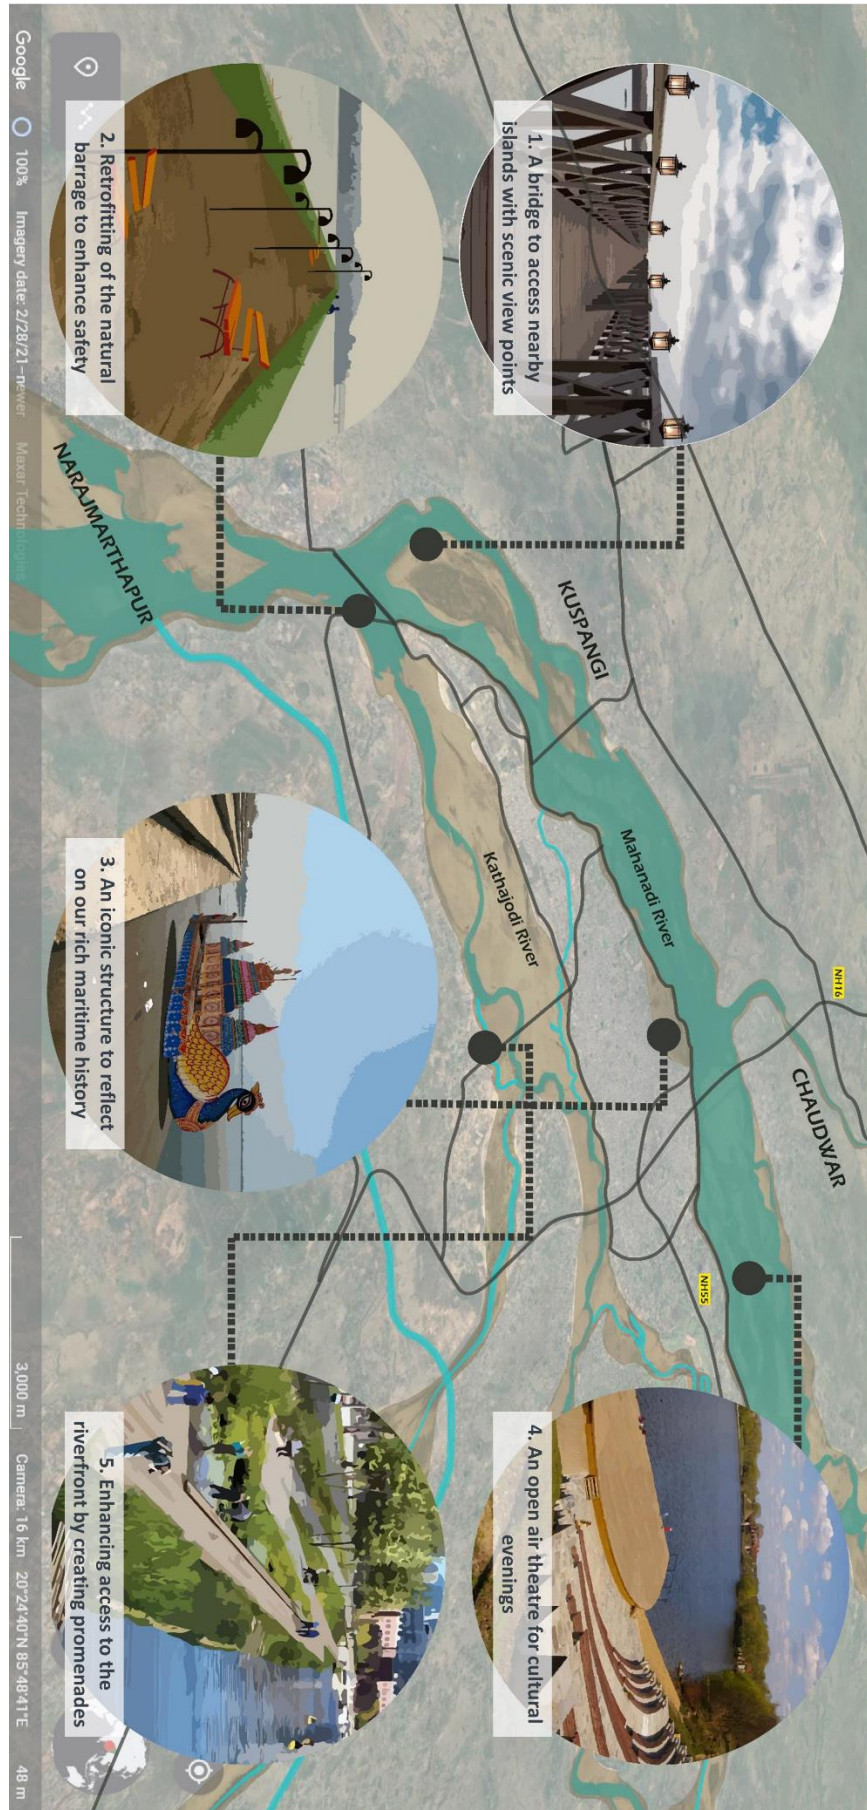 1. A bridge to access nearby
islands with scenic view points
2. Retrofitting of the natural
barrage to enhance safety
3. An iconic structure to reflect
on our rich maritime history
4. An open air theatre for cultural
evenings
5. Enhancing access to the
riverfront by creating promenades
KUSPANGI
CHAUDWAR
NARAJMARTHAPUR
Mahanadi River
Kathajodi River
NH16
NH55
Google 100% Imagery date: 2/28/21–newer Maxar Technologies 3,000 m Camera: 16 km 20°24'40"N 85°48'41"E 48 m